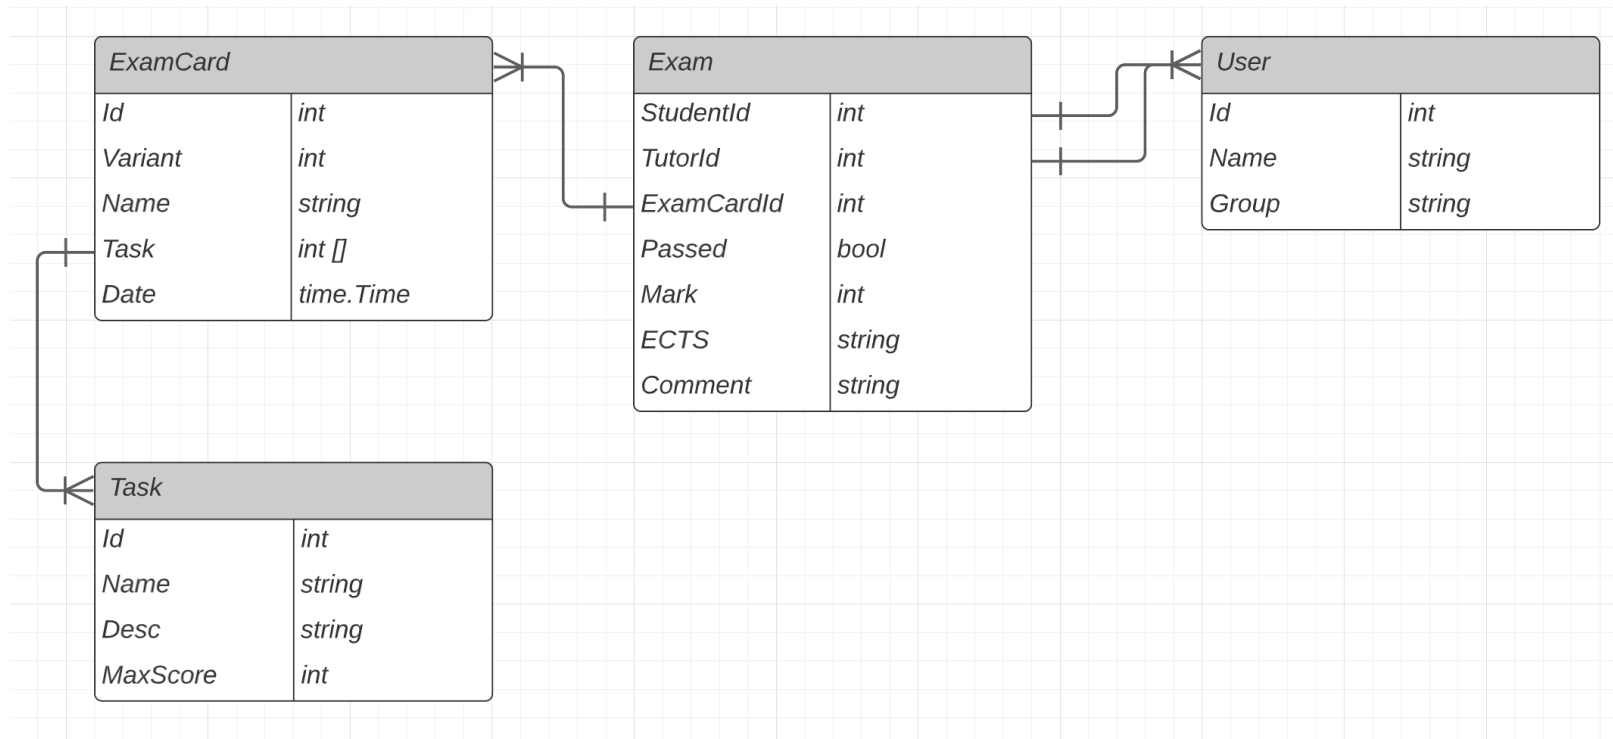 ExamCard
Id int
Variant int
Name string
Task int []
Date time.Time
Exam
StudentId int
TutorId int
ExamCardId int
Passed bool
Mark int
ECTS string
Comment string
User
Id int
Name string
Group string
Task
Id int
Name string
Desc string
MaxScore int